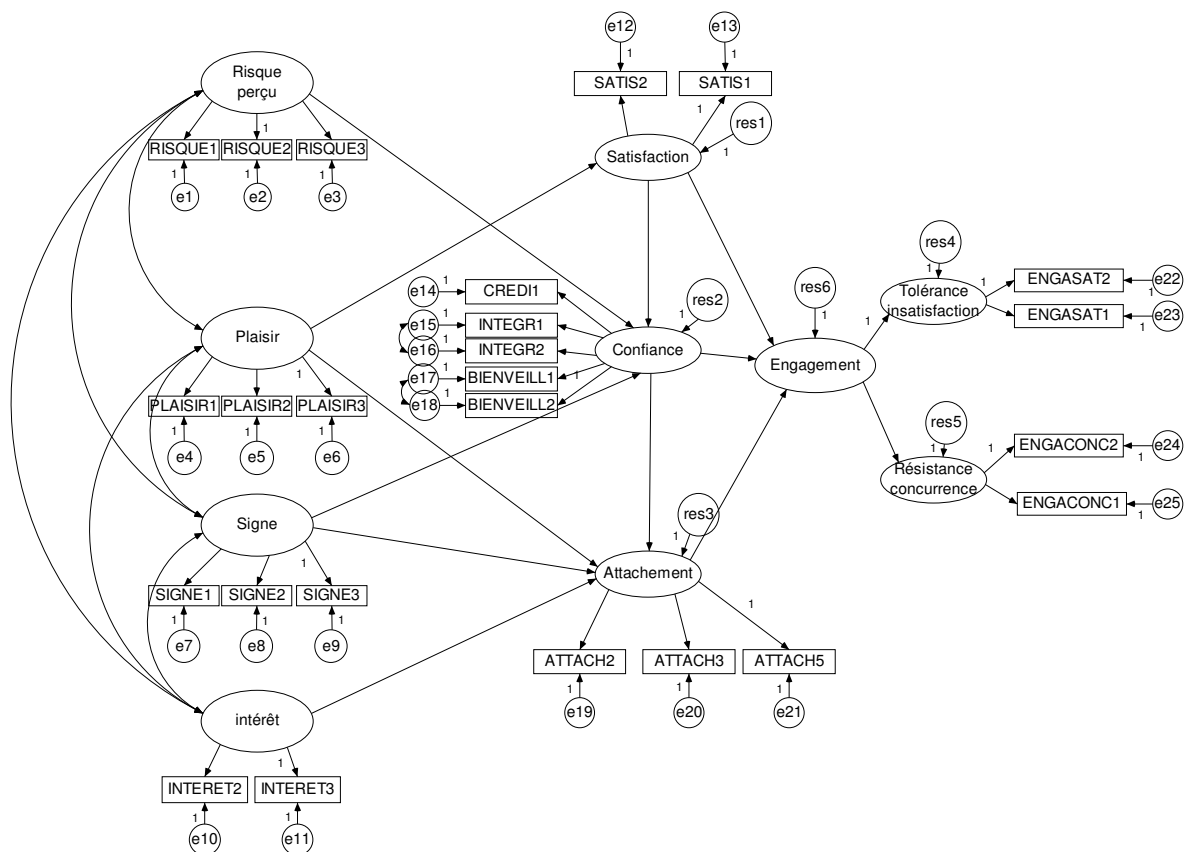 e12
e13
1
1
SATIS2
SATIS1
Risque
perçu
1
res1
1
Satisfaction
1
RISQUE1
RISQUE2
RISQUE3
1
1
1
e1
e2
e3
res4
1
Tolérance
insatisfaction
1
ENGASAT2
1
e22
ENGASAT1
1
e23
e14
1
CREDI1
res2
1
res6
1
e15
1
INTEGR1
e16
1
INTEGR2
Confiance
e17
1
BIENVEILL1
1
e18
1
BIENVEILL2
Engagement
Plaisir
1
PLAISIR1
PLAISIR2
PLAISIR3
1
1
1
e4
e5
e6
res5
1
Résistance
concurrence
1
ENGACONC2
1
e24
ENGACONC1
1
e25
Signe
1
SIGNE1
SIGNE2
SIGNE3
1
1
1
e7
e8
e9
res3
1
Attachement
1
ATTACH2
ATTACH3
ATTACH5
1
1
1
e19
e20
e21
intérêt
1
INTERET2
INTERET3
1
1
e10
e11